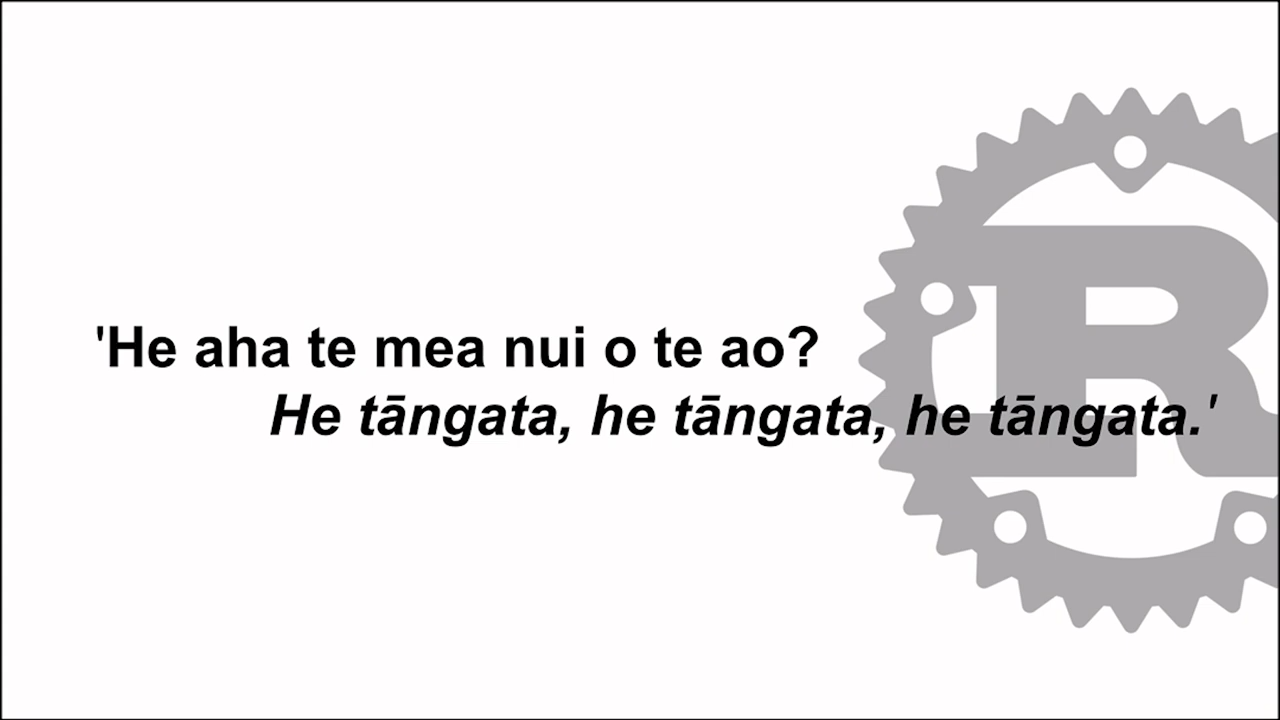 'He aha te mea nui o te ao?
He tāngata, he tāngata, he tāngata.'
R